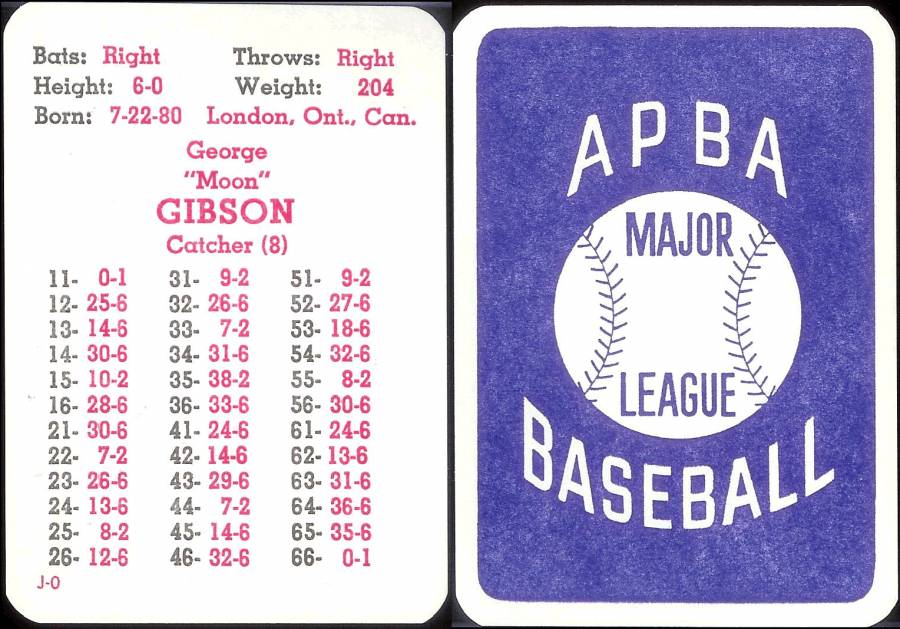 Bats: Right Throws: Right
Height: 6-0 Weight: 204
Born: 7-22-80 London, Ont., Can.
George
"Moon"
GIBSON
Catcher (8)
11- 0-1 31- 9-2 51- 9-2
12- 25-6 32- 26-6 52- 27-6
13- 14-6 33- 7-2 53- 18-6
14- 30-6 34- 31-6 54- 32-6
15- 10-2 35- 38-2 55- 8-2
16- 28-6 36- 33-6 56- 30-6
21- 30-6 41- 24-6 61- 24-6
22- 7-2 42- 14-6 62- 13-6
23- 26-6 43- 29-6 63- 31-6
24- 13-6 44- 7-2 64- 36-6
25- 8-2 45- 14-6 65- 35-6
26- 12-6 46- 32-6 66- 0-1
J-O
APBA
MAJOR
LEAGUE
BASEBALL